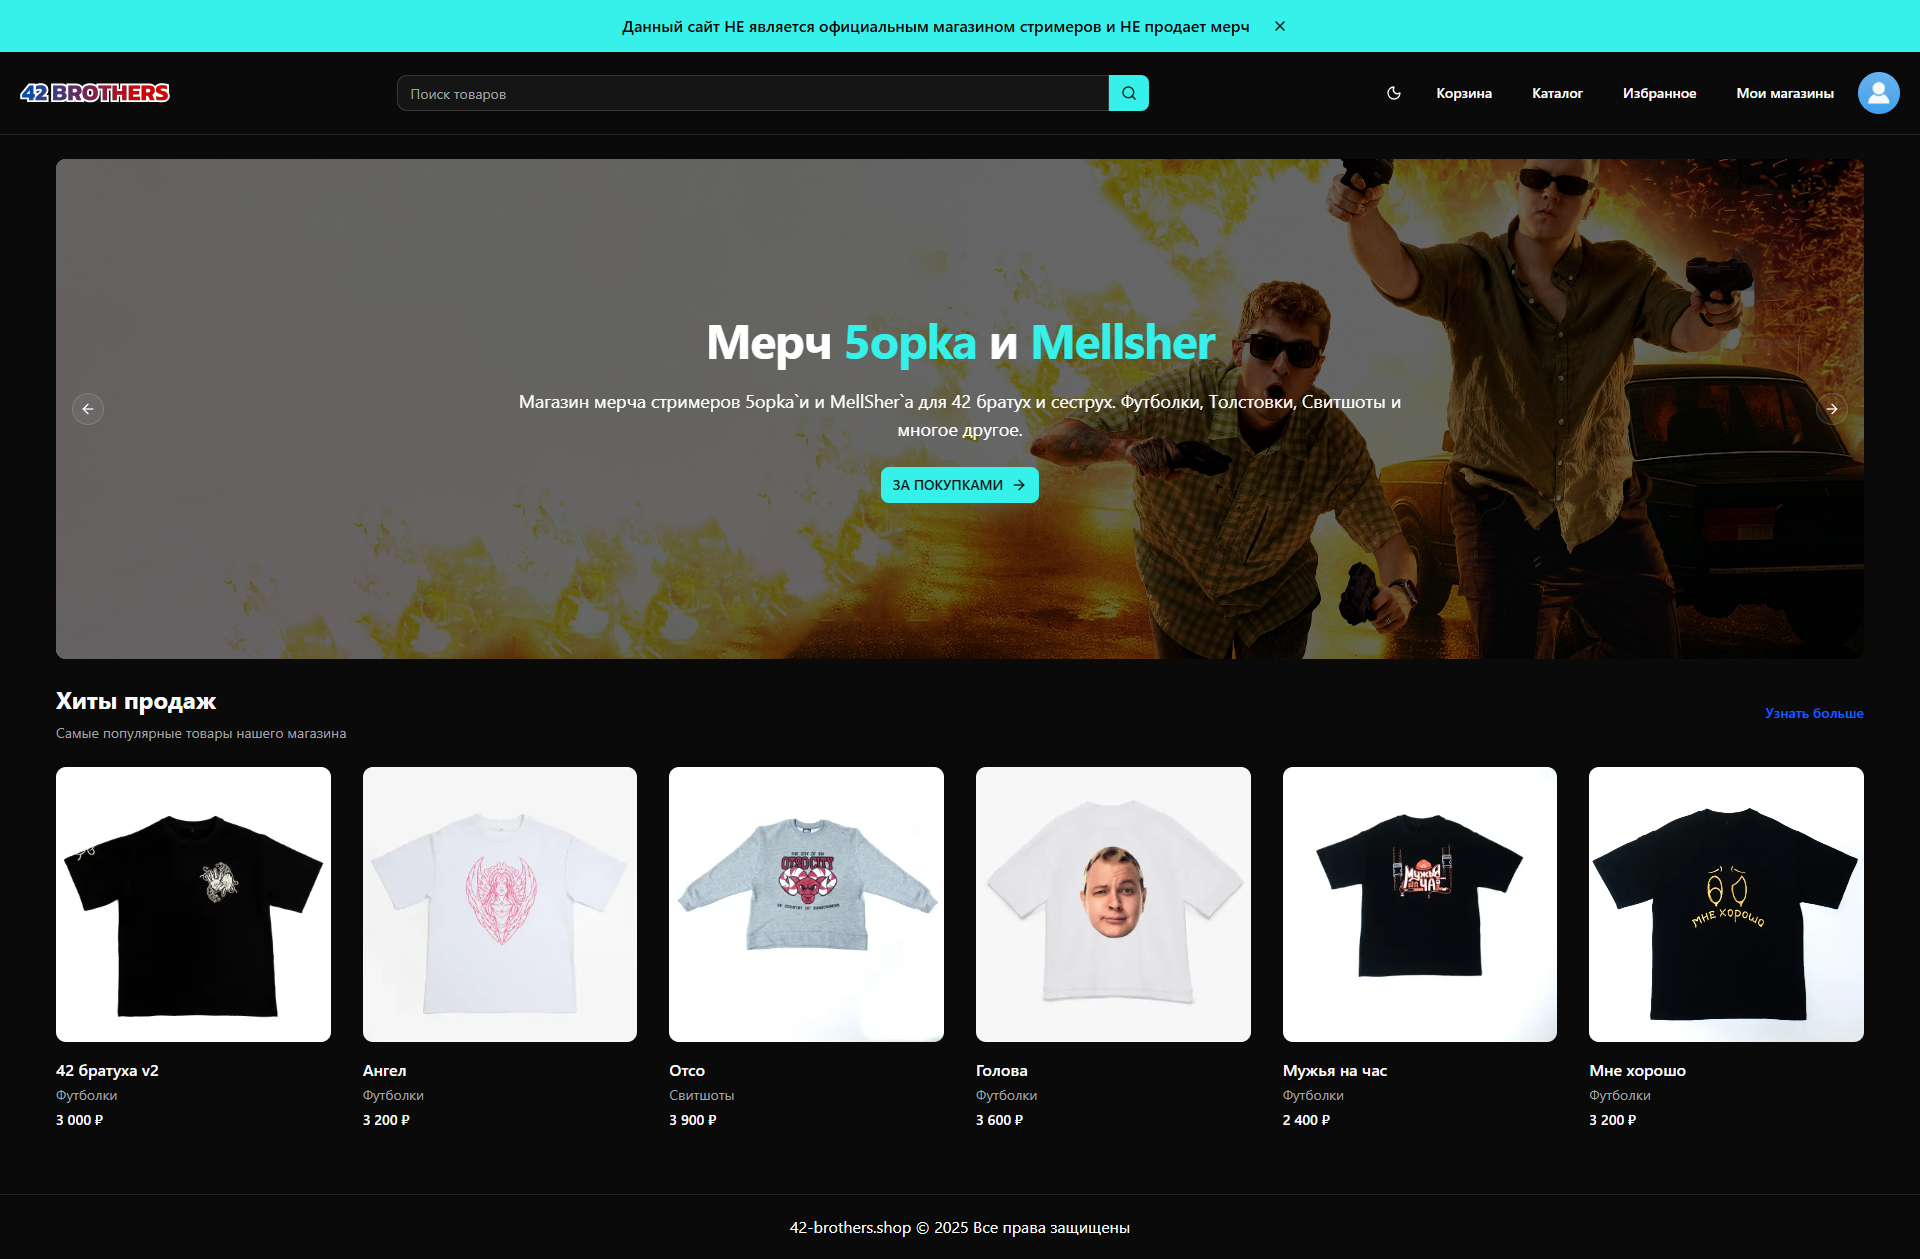 Данный сайт НЕ является официальным магазином стримеров и НЕ продает мерч
42 BROTHERS
Поиск товаров
Корзина
Каталог
Избранное
Мои магазины
Мерч 5opka и Mellsher
Магазин мерча стримеров 5opka`и и MellSher`а для 42 братух и сеструх. Футболки, Толстовки, Свитшоты и
многое другое.
ЗА ПОКУПКАМИ
Хиты продаж
Узнать больше
Самые популярные товары нашего магазина
OTSO CITY
Мужья
на
ЧАС
мне хорошо
42 братуха v2
Футболки
3 000 ₽
Ангел
Футболки
3 200 ₽
Отсо
Свитшоты
3 900 ₽
Голова
Футболки
3 600 ₽
Мужья на час
Футболки
2 400 ₽
Мне хорошо
Футболки
3 200 ₽
42-brothers.shop © 2025 Все права защищены